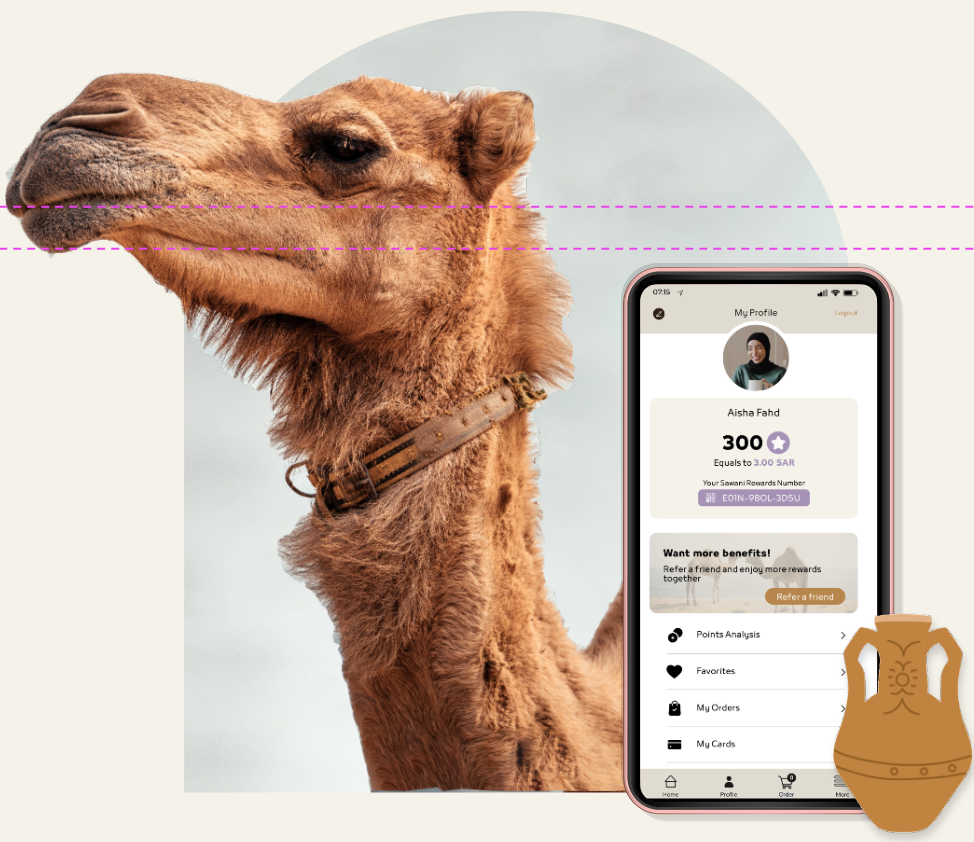 07:15
My Profile
Logout
Aisha Fahd
300
Equals to 3.00 SAR
Your Sawani Rewards Number
E01N-98OL-3D5U
Want more benefits!
Refer a friend and enjoy more rewards
together
Refer a friend
Points Analysis
Favorites
My Orders
My Cards
0
Home
Profile
Order
More